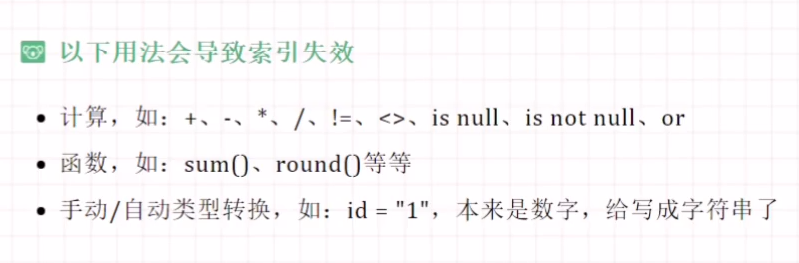 以下用法会导致索引失效
计算，如：+、-、*、/、!=、<>、is null、is not null、or
函数，如：sum()、round()等等
手动/自动类型转换，如：id = "1"，本来是数字，给写成字符串了